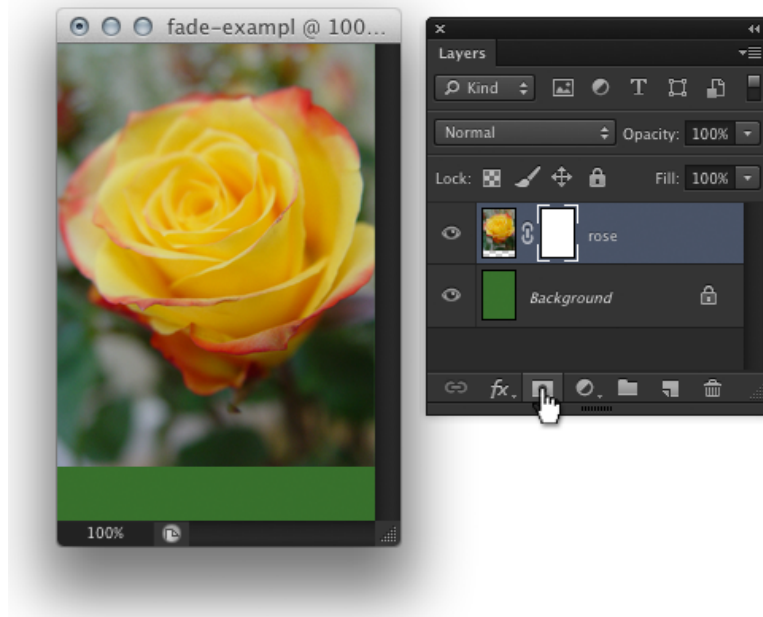 fade-exampl @ 100...
100%
Layers
Kind
T
Normal
Opacity: 100%
Lock:
Fill: 100%
rose
Background
fx.